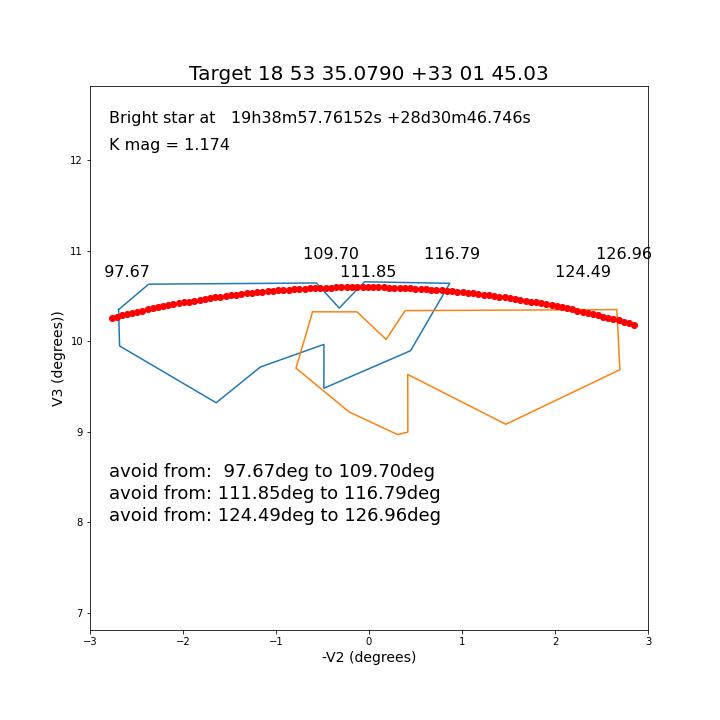 Target 18 53 35.0790 +33 01 45.03
Bright star at 19h38m57.76152s +28d30m46.746s
K mag = 1.174
12
11
10
9
8
7
V3 (degrees))
109.70 116.79 126.96
97.67 111.85 124.49
avoid from: 97.67deg to 109.70deg
avoid from: 111.85deg to 116.79deg
avoid from: 124.49deg to 126.96deg
−3 −2 −1 0 1 2 3
-V2 (degrees)